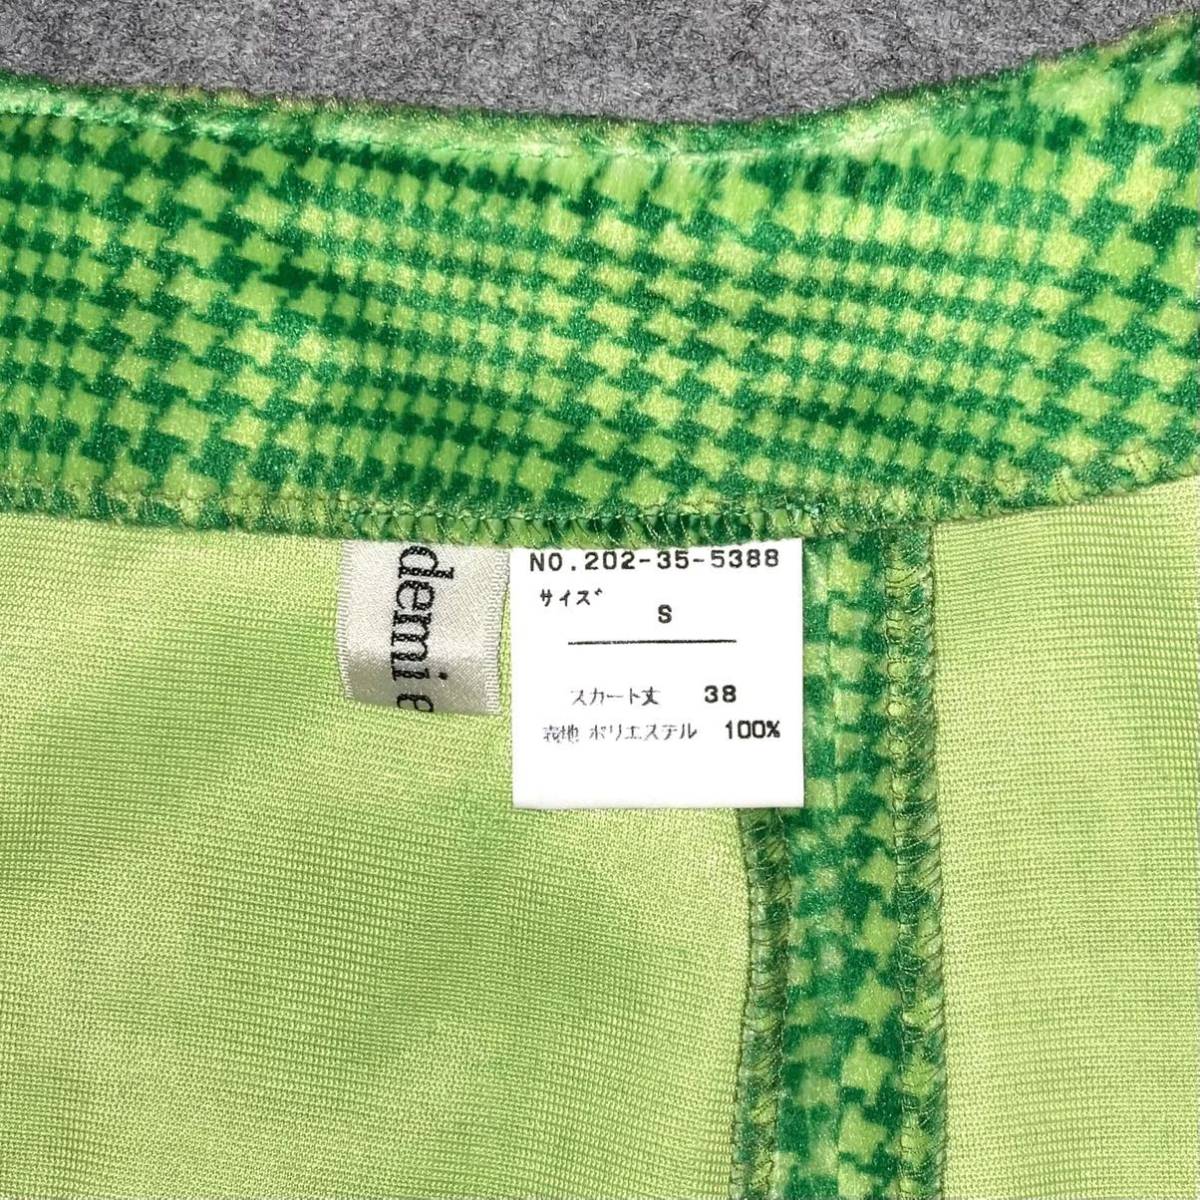 demi
NO.202-35-5388
サイズ
S
スカート丈 38
表地 ポリエステル 100%